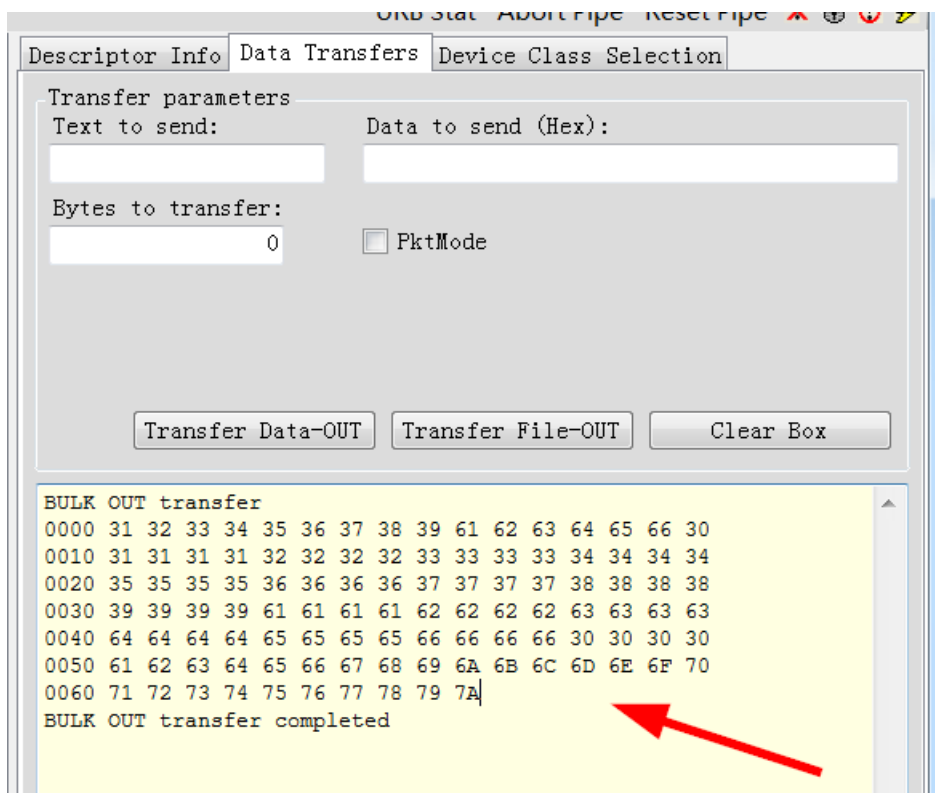 URB Stat Abort Pipe Reset Pipe
Descriptor Info Data Transfers Device Class Selection
Transfer parameters
Text to send: Data to send (Hex):
Bytes to transfer:
0 PktMode
Transfer Data-OUT Transfer File-OUT Clear Box
BULK OUT transfer
0000 31 32 33 34 35 36 37 38 39 61 62 63 64 65 66 30
0010 31 31 31 31 32 32 32 32 33 33 33 33 34 34 34 34
0020 35 35 35 35 36 36 36 36 37 37 37 37 38 38 38 38
0030 39 39 39 39 61 61 61 61 62 62 62 62 63 63 63 63
0040 64 64 64 64 65 65 65 65 66 66 66 66 30 30 30 30
0050 61 62 63 64 65 66 67 68 69 6A 6B 6C 6D 6E 6F 70
0060 71 72 73 74 75 76 77 78 79 7A
BULK OUT transfer completed